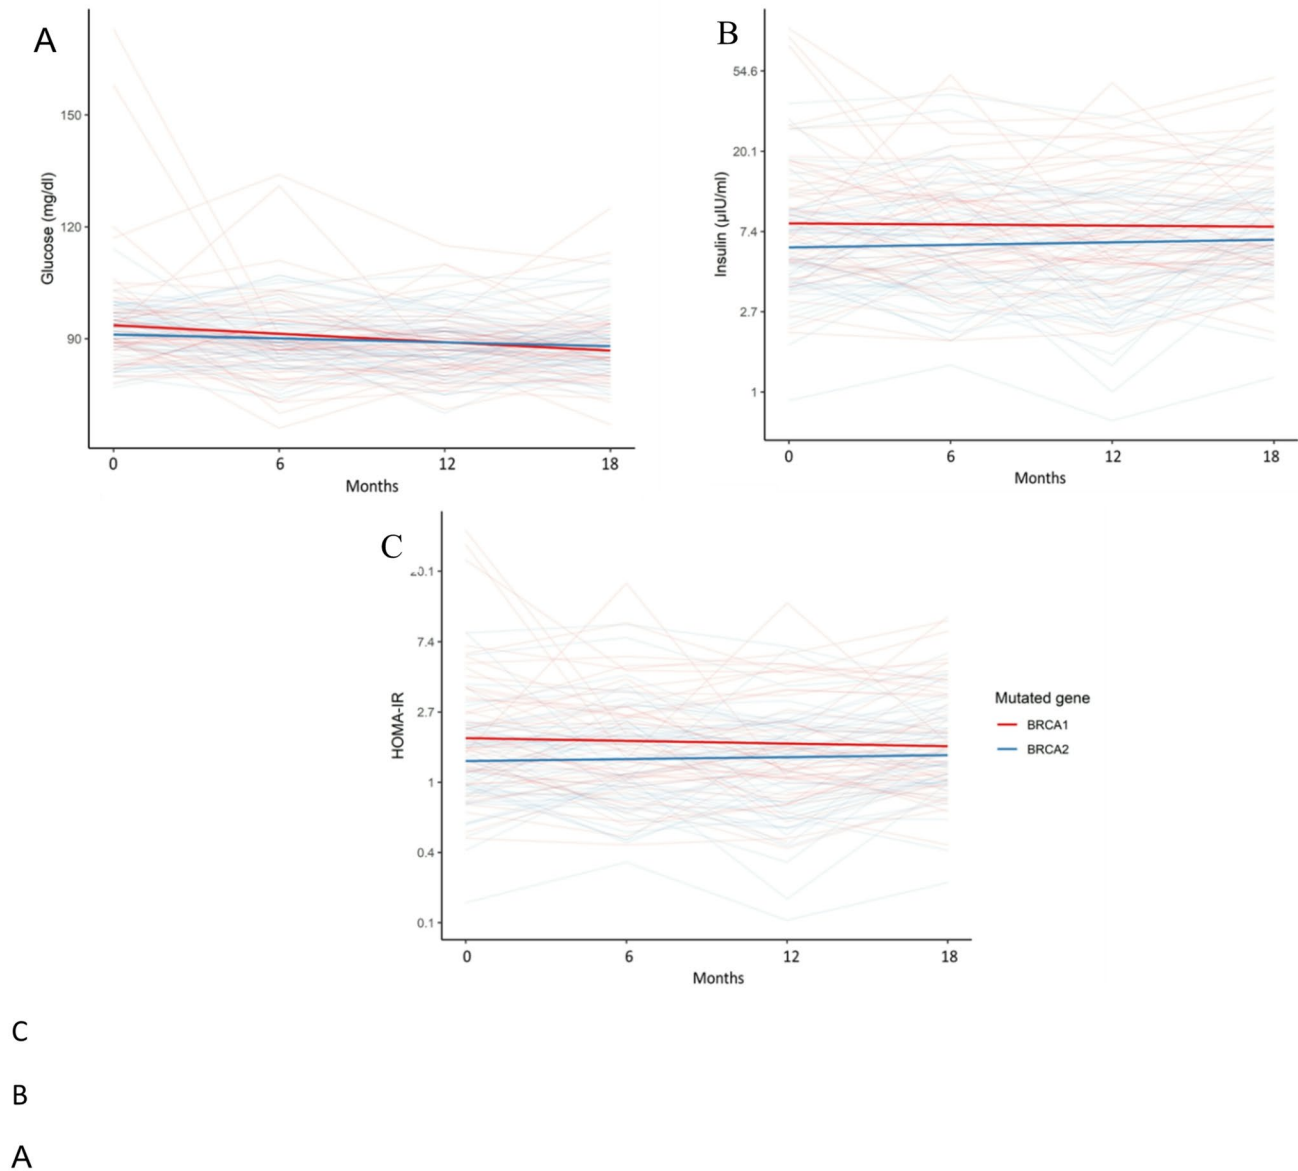 A
150
120
90
Glucose (mg/dl)
0 6 12 18
Months
B
54.6
20.1
7.4
2.7
1
Insulin (µIU/ml)
0 6 12 18
Months
C
7.4
2.7
1
0.4
0.1
HOMA-IR
0 6 12 18
Months
Mutated gene
BRCA1
BRCA2
C
B
A